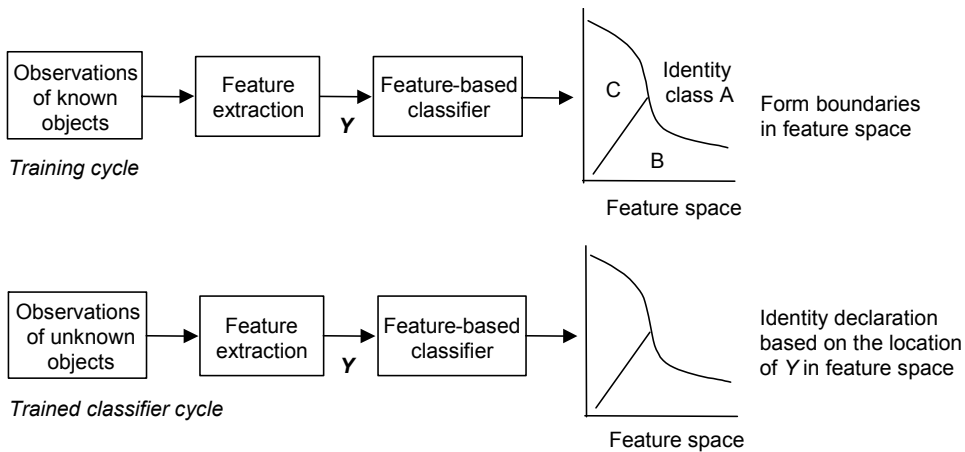 Observations
of known
objects
Feature
extraction
Y
Feature-based
classifier
C
Identity
class A
B
Feature space
Form boundaries
in feature space
Training cycle
Observations
of unknown
objects
Feature
extraction
Y
Feature-based
classifier
Feature space
Identity declaration
based on the location
of Y in feature space
Trained classifier cycle